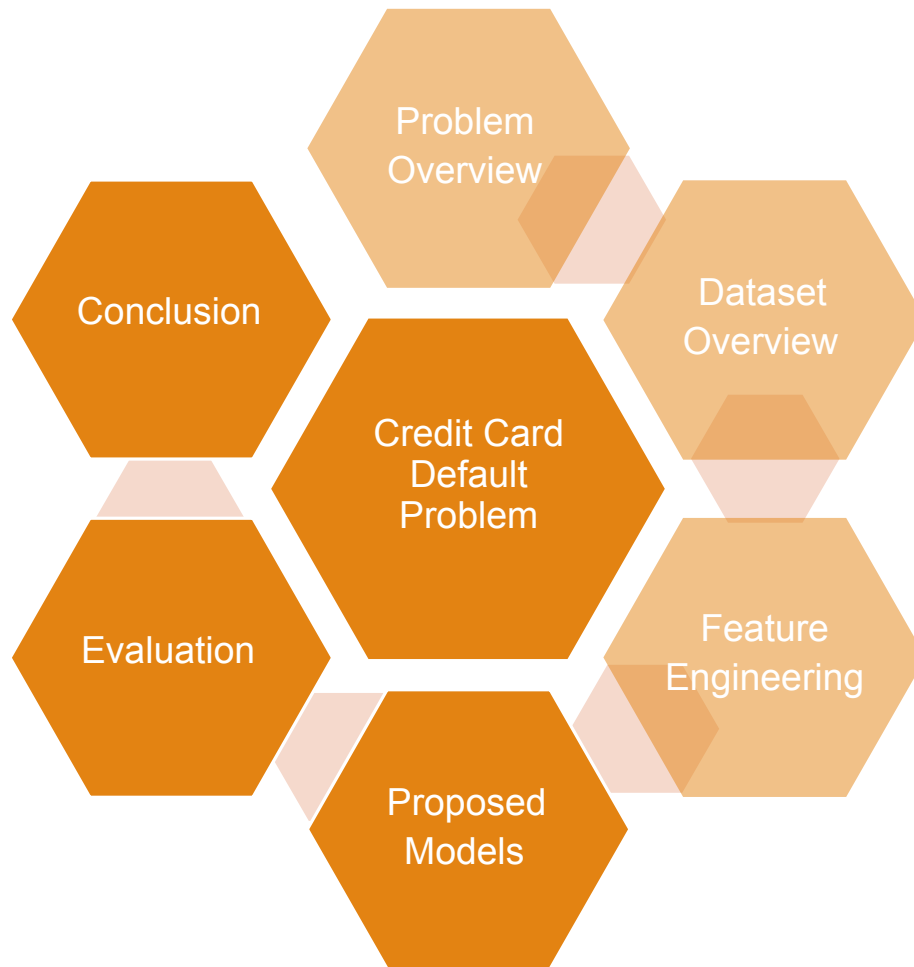 Problem
Overview
Dataset
Overview
Feature
Engineering
Proposed
Models
Evaluation
Conclusion
Credit Card
Default
Problem